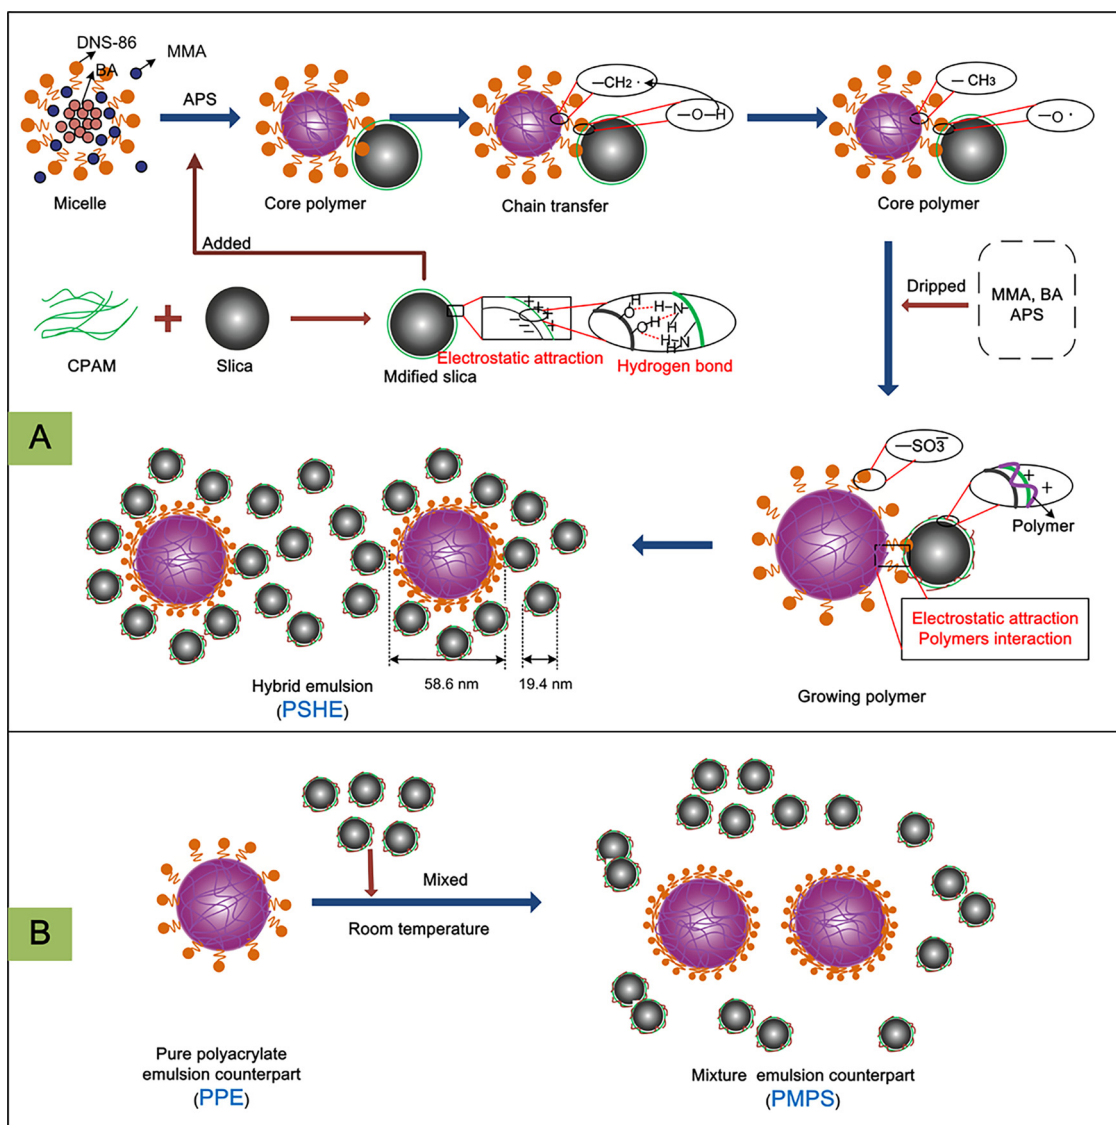 DNS-86
MMA
BA
APS
—CH2 ·
—O—H
— CH3
—O ·
Micelle
Core polymer
Chain transfer
Core polymer
Added
Dripped
MMA, BA
APS
CPAM
+
Slica
Mdified slica
+
+
+
+
−
−
−
Electrostatic attraction
H
O
H
O
H–N
H
H
H
N
H
Hydrogen bond
A
—SO3−
+
+
Polymer
Electrostatic attraction
Polymers interaction
Growing polymer
58.6 nm
19.4 nm
Hybrid emulsion
(PSHE)
B
Mixed
Room temperature
Pure polyacrylate
emulsion counterpart
(PPE)
Mixture emulsion counterpart
(PMPS)